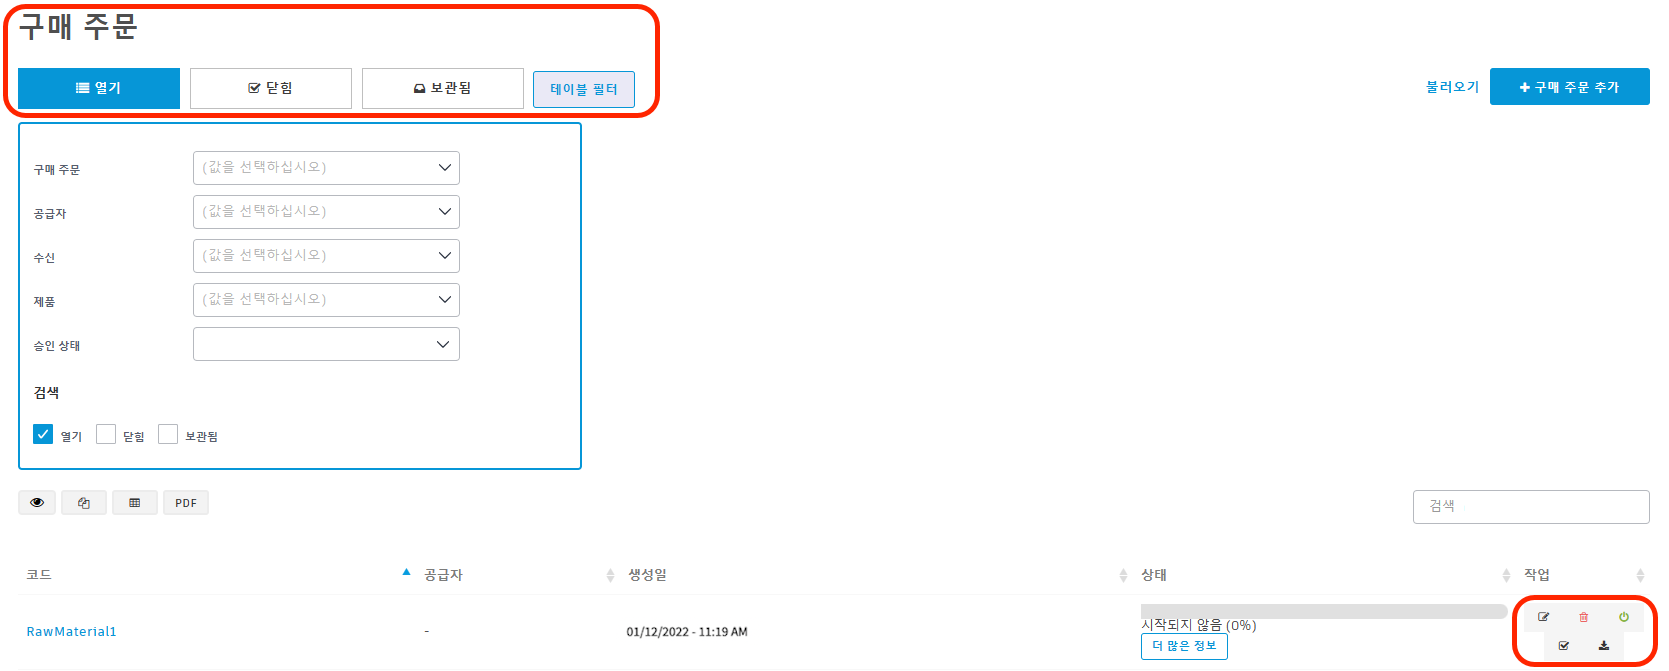 구매 주문
열기 닫힘 보관됨 테이블 필터 불러오기 구매 주문 추가
구매 주문 (값을 선택하십시오)
공급자 (값을 선택하십시오)
수신 (값을 선택하십시오)
제품 (값을 선택하십시오)
승인 상태
검색
열기 닫힘 보관됨
PDF 검색
코드 공급자 생성일 상태 작업
RawMaterial1 - 01/12/2022 - 11:19 AM 시작되지 않음 (0%)
더 많은 정보